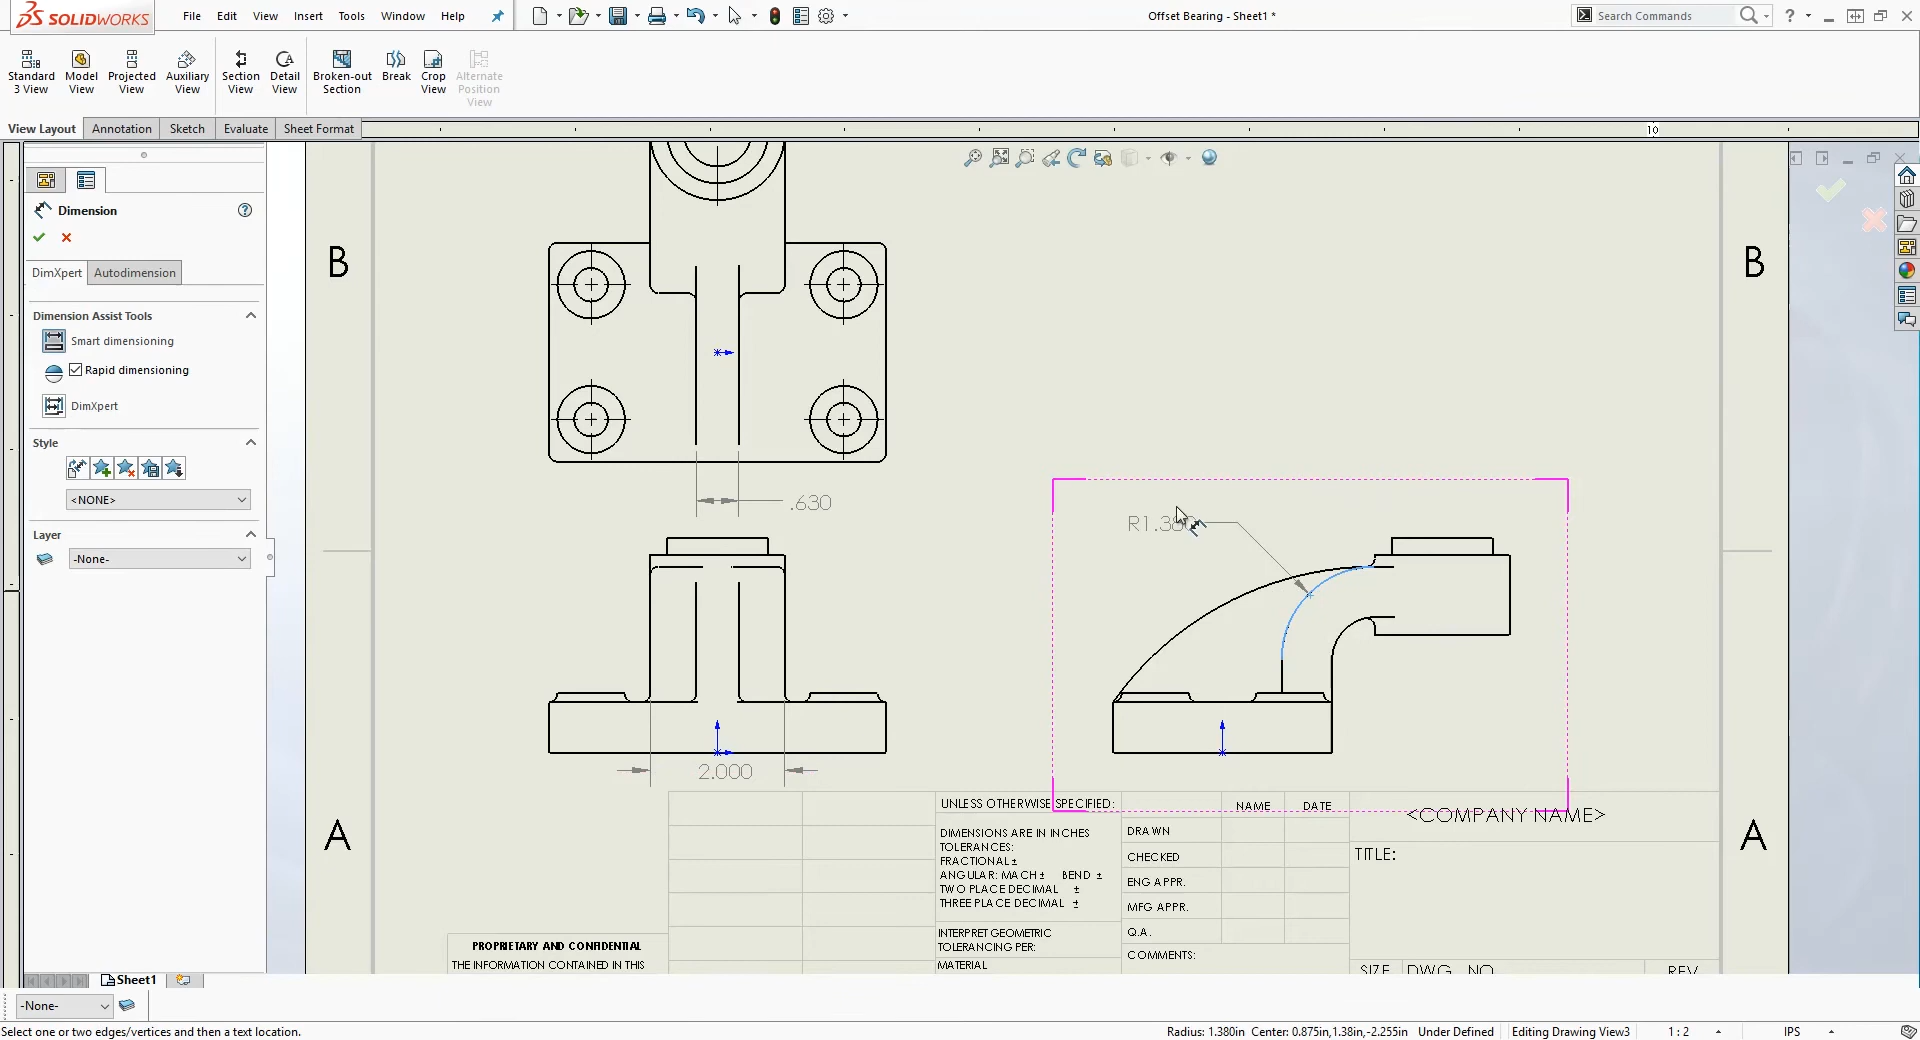 SOLIDWORKS
File Edit View Insert Tools Window Help
Offset Bearing - Sheet1 *
Search Commands
Standard 3 View
Model View
Projected View
Auxiliary View
Section View
Detail View
Broken-out Section
Break
Crop View
Alternate Position View
View Layout Annotation Sketch Evaluate Sheet Format
10
Dimension
DimXpert Autodimension
Dimension Assist Tools
Smart dimensioning
Rapid dimensioning
DimXpert
Style
<NONE>
Layer
-None-
B
B
.630
R1.380
2.000
A
A
UNLESS OTHERWISE SPECIFIED:
DIMENSIONS ARE IN INCHES
TOLERANCES:
FRACTIONAL ±
ANGULAR: MACH ± BEND ±
TWO PLACE DECIMAL ±
THREE PLACE DECIMAL ±
INTERPRET GEOMETRIC
TOLERANCING PER:
MATERIAL
NAME DATE
DRAWN
CHECKED
ENG APPR.
MFG APPR.
Q.A.
COMMENTS:
<COMPANY NAME>
TITLE:
SIZE DWG. NO. REV
PROPRIETARY AND CONFIDENTIAL
THE INFORMATION CONTAINED IN THIS
Sheet1
-None-
Select one or two edges/vertices and then a text location.
Radius: 1.380in Center: 0.875in,1.38in,-2.255in Under Defined Editing Drawing View3 1 : 2 IPS